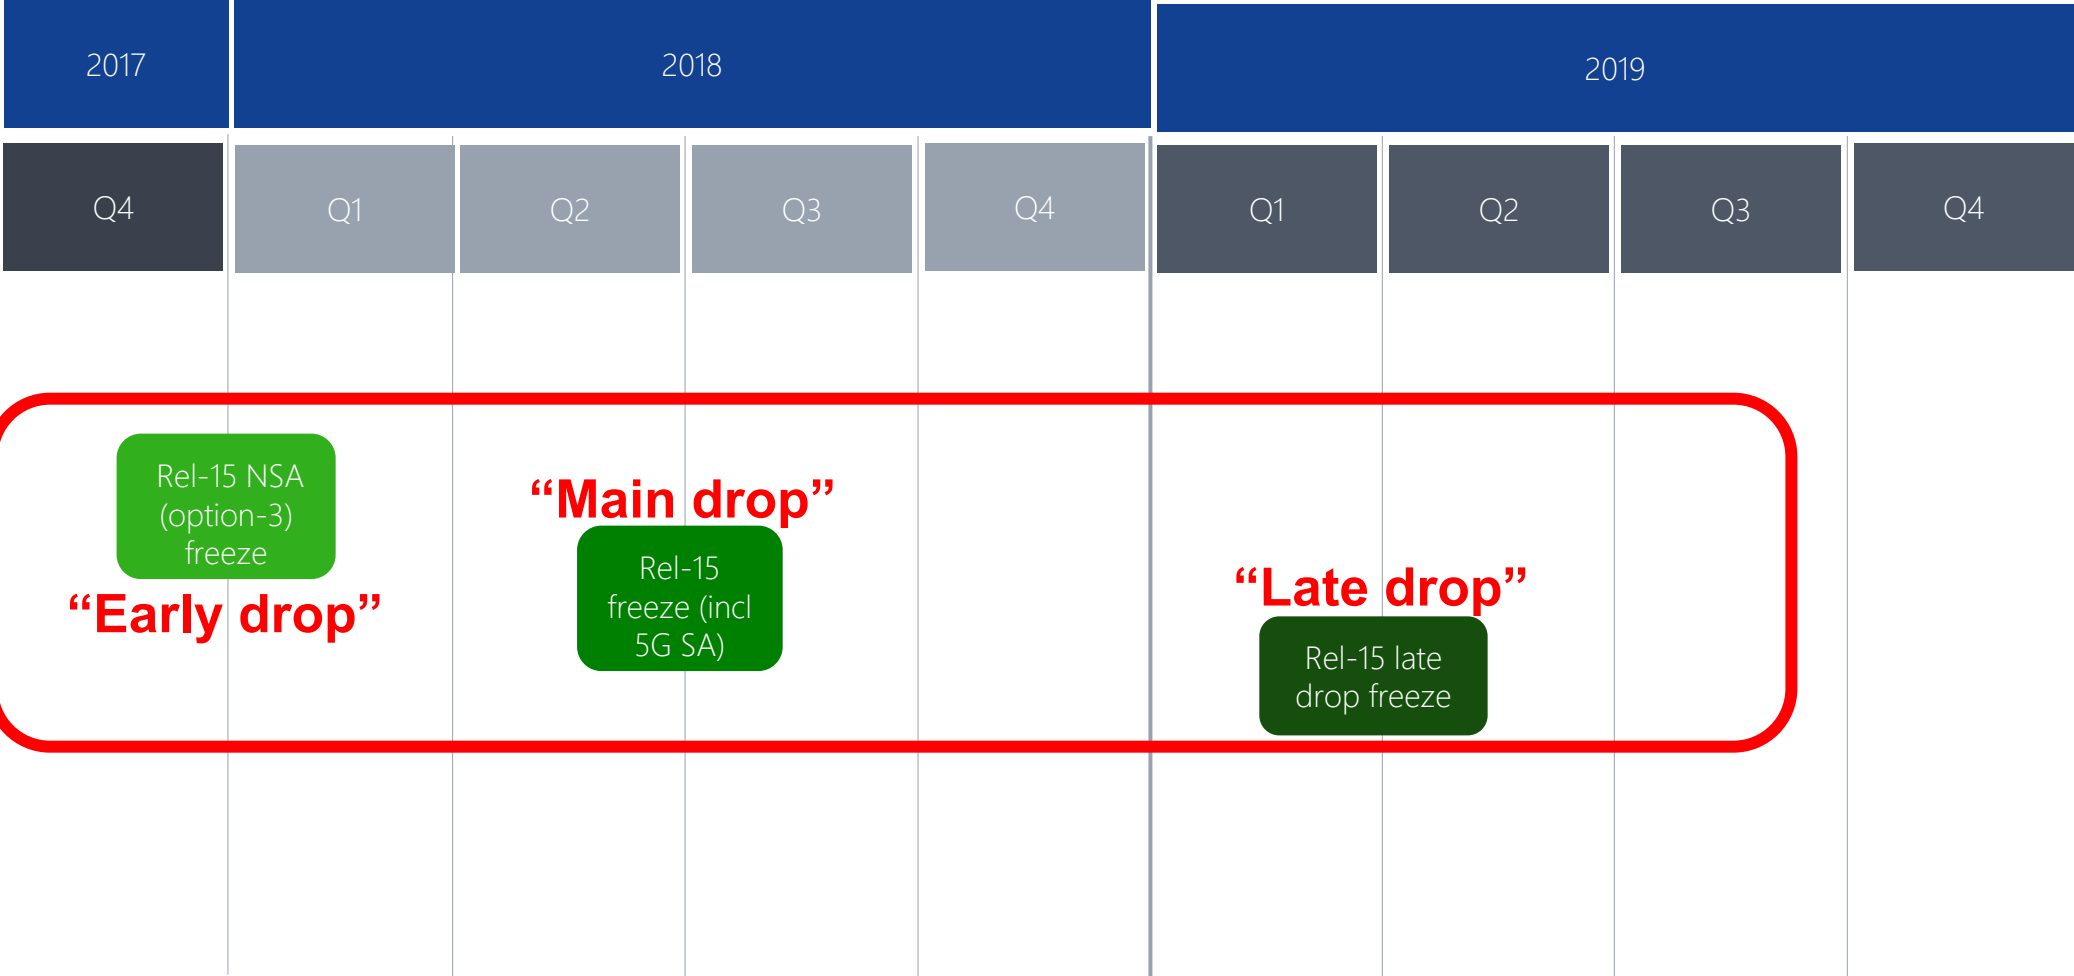 2017
2018
2019
Q4
Q1
Q2
Q3
Q4
Q1
Q2
Q3
Q4
Rel-15 NSA
(option-3)
freeze
“Early drop”
“Main drop”
Rel-15
freeze (incl
5G SA)
“Late drop”
Rel-15 late
drop freeze